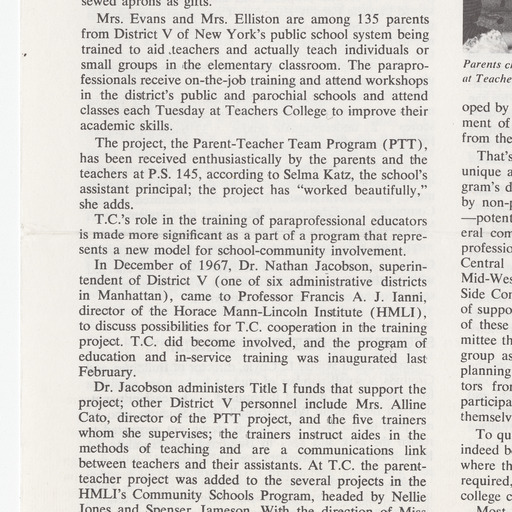 sewed aprons as gifts.
Mrs. Evans and Mrs. Elliston are among 135 parents
from District V of New York's public school system being
trained to aid teachers and actually teach individuals or
small groups in the elementary classroom. The parapro-
fessionals receive on-the-job training and attend workshops
in the district's public and parochial schools and attend
classes each Tuesday at Teachers College to improve their
academic skills.
The project, the Parent-Teacher Team Program (PTT),
has been received enthusiastically by the parents and the
teachers at P.S. 145, according to Selma Katz, the school's
assistant principal; the project has "worked beautifully,"
she adds.
T.C.'s role in the training of paraprofessional educators
is made more significant as a part of a program that repre-
sents a new model for school-community involvement.
In December of 1967, Dr. Nathan Jacobson, superin-
tendent of District V (one of six administrative districts
in Manhattan), came to Professor Francis A. J. Ianni,
director of the Horace Mann-Lincoln Institute (HMLI),
to discuss possibilities for T.C. cooperation in the training
project. T.C. did become involved, and the program of
education and in-service training was inaugurated last
February.
Dr. Jacobson administers Title I funds that support the
project; other District V personnel include Mrs. Alline
Cato, director of the PTT project, and the five trainers
whom she supervises; the trainers instruct aides in the
methods of teaching and are a communications link
between teachers and their assistants. At T.C. the parent-
teacher project was added to the several projects in the
HMLI's Community Schools Program, headed by Nellie
Jones and Spenser Jameson. With the direction of Miss
Parents c
at Teache
oped by
ment of
from the
That's
unique a
gram's d
by non-p
—potent
eral com
professio
Central
Mid-Wes
Side Com
of suppo
of these
mittee th
group as
planning
tors from
participa
themselv
To qu
indeed b
where th
required,
college c
Most